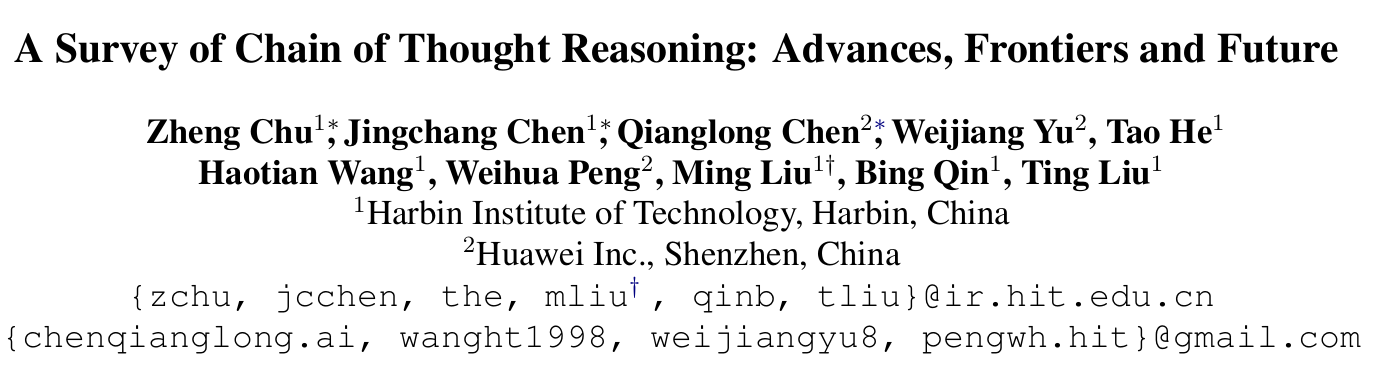 A Survey of Chain of Thought Reasoning: Advances, Frontiers and Future
Zheng Chu¹*, Jingchang Chen¹*, Qianglong Chen²*, Weijiang Yu², Tao He¹
Haotian Wang¹, Weihua Peng², Ming Liu¹†, Bing Qin¹, Ting Liu¹
¹Harbin Institute of Technology, Harbin, China
²Huawei Inc., Shenzhen, China
{zchu, jcchen, the, mliu†, qinb, tliu}@ir.hit.edu.cn
{chenqianglong.ai, wanght1998, weijiangyu8, pengwh.hit}@gmail.com